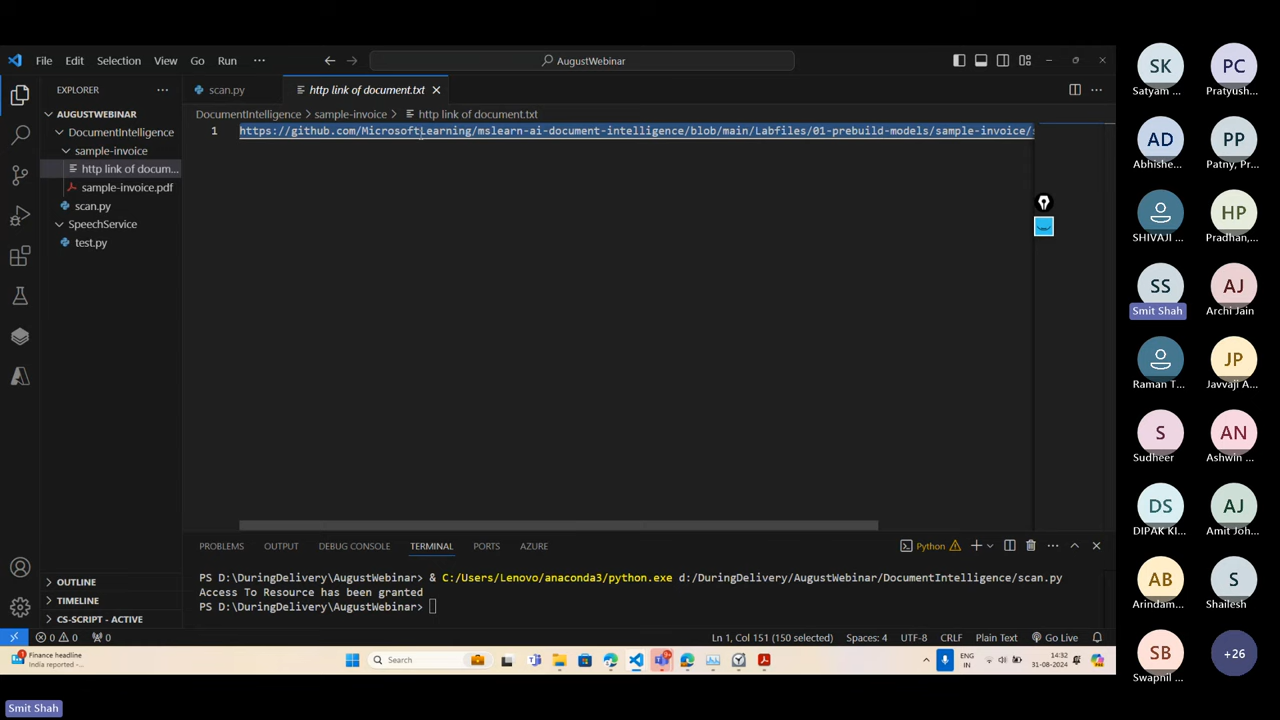 File Edit Selection View Go Run ···
AugustWebinar
EXPLORER
scan.py
http link of document.txt
AUGUSTWEBINAR
DocumentIntelligence
sample-invoice
http link of docum...
sample-invoice.pdf
scan.py
SpeechService
test.py
OUTLINE
TIMELINE
CS-SCRIPT - ACTIVE
DocumentIntelligence > sample-invoice > http link of document.txt
1 https://github.com/MicrosoftLearning/mslearn-ai-document-intelligence/blob/main/Labfiles/01-prebuild-models/sample-invoice/
PROBLEMS OUTPUT DEBUG CONSOLE TERMINAL PORTS AZURE
Python
PS D:\DuringDelivery\AugustWebinar> & C:/Users/Lenovo/anaconda3/python.exe d:/DuringDelivery/AugustWebinar/DocumentIntelligence/scan.py
Access To Resource has been granted
PS D:\DuringDelivery\AugustWebinar>
0 0 0
Ln 1, Col 151 (150 selected) Spaces: 4 UTF-8 CRLF Plain Text Go Live
Finance headline
India reported - ...
Search
ENG
IN
14:32
31-08-2024
SK PC
Satyam ... Pratyush...
AD PP
Abhishe... Patny, Pr...
HP
SHIVAJI ... Pradhan,...
SS AJ
Smit Shah Archi Jain
JP
Raman T... Javvaji A...
S AN
Sudheer Ashwin ...
DS AJ
DIPAK KI... Amit Joh...
AB S
Arindam... Shailesh
SB +26
Swapnil ...
Smit Shah